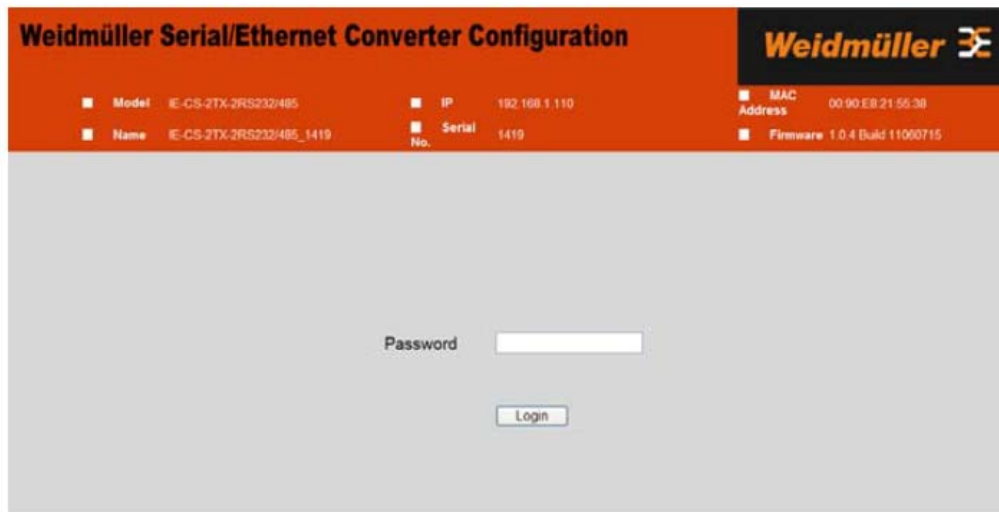 Weidmüller Serial/Ethernet Converter Configuration
Weidmüller
Model IE-CS-2TX-2RS232/485
IP 192.168.1.110
MAC Address 00:90:E8:21:55:38
Name IE-CS-2TX-2RS232/485_1419
Serial No. 1419
Firmware 1.0.4 Build 11060715
Password
Login